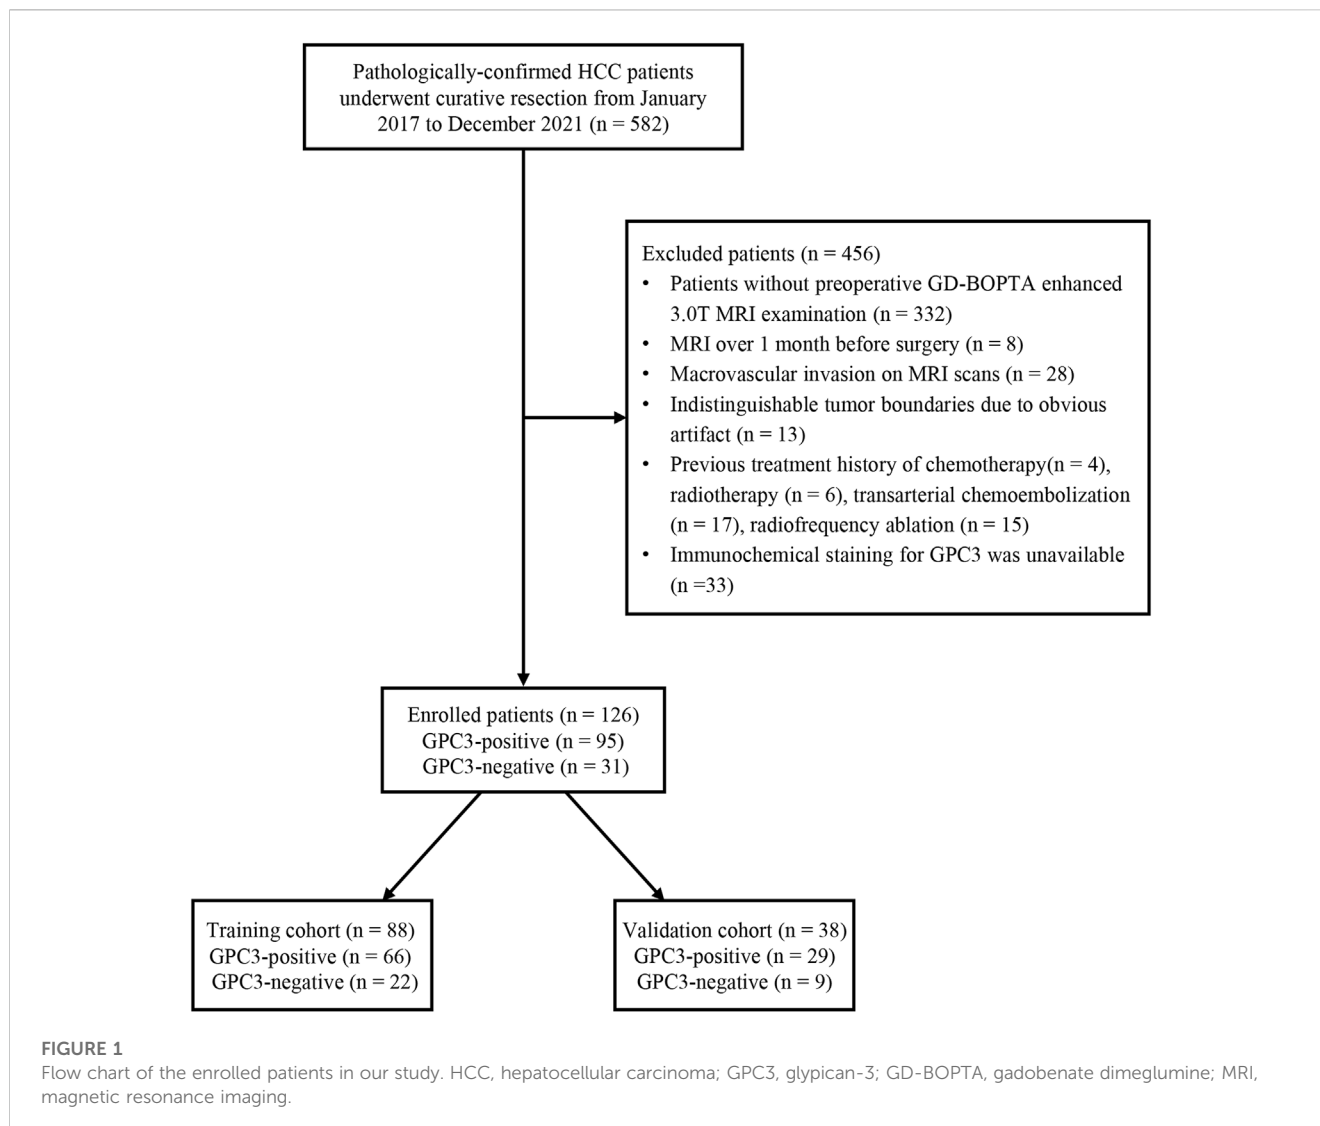 Pathologically-confirmed HCC patients
underwent curative resection from January
2017 to December 2021 (n = 582)
Excluded patients (n = 456)
• Patients without preoperative GD-BOPTA enhanced
3.0T MRI examination (n = 332)
• MRI over 1 month before surgery (n = 8)
• Macrovascular invasion on MRI scans (n = 28)
• Indistinguishable tumor boundaries due to obvious
artifact (n = 13)
• Previous treatment history of chemotherapy(n = 4),
radiotherapy (n = 6), transarterial chemoembolization
(n = 17), radiofrequency ablation (n = 15)
• Immunochemical staining for GPC3 was unavailable
(n =33)
Enrolled patients (n = 126)
GPC3-positive (n = 95)
GPC3-negative (n = 31)
Training cohort (n = 88)
GPC3-positive (n = 66)
GPC3-negative (n = 22)
Validation cohort (n = 38)
GPC3-positive (n = 29)
GPC3-negative (n = 9)
FIGURE 1
Flow chart of the enrolled patients in our study. HCC, hepatocellular carcinoma; GPC3, glypican-3; GD-BOPTA, gadobenate dimeglumine; MRI,
magnetic resonance imaging.